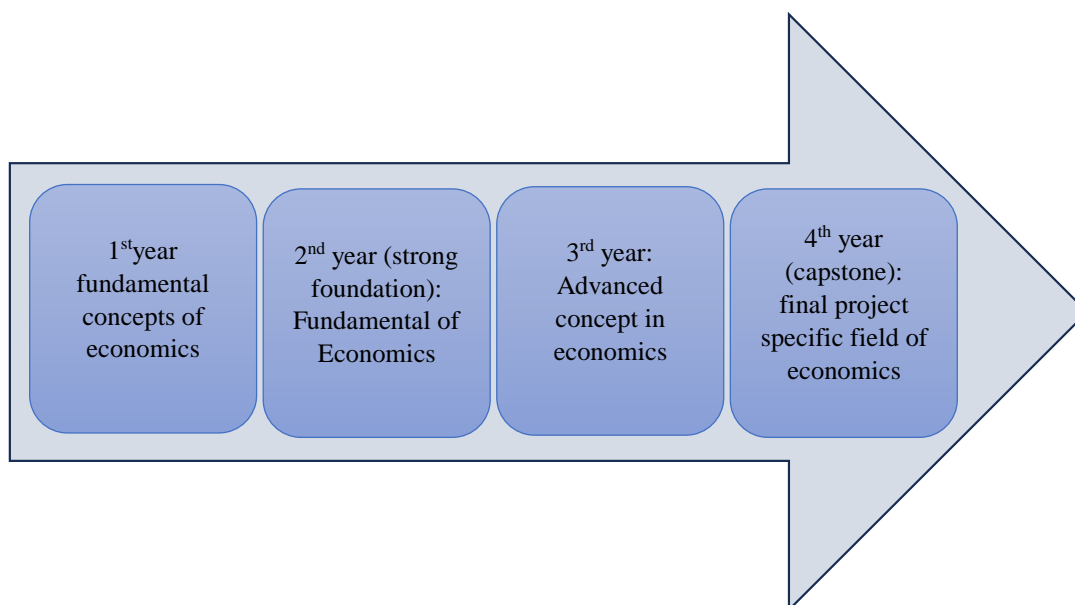 1styear
fundamental
concepts of
economics
2nd year (strong
foundation):
Fundamental of
Economics
3rd year:
Advanced
concept in
economics
4th year
(capstone):
final project
specific field of
economics